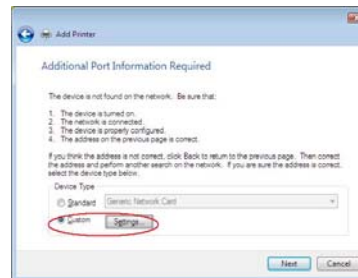 Add Printer
Additional Port Information Required
The device is not found on the network. Be sure that:
1. The device is turned on.
2. The network is connected.
3. The device is properly configured.
4. The address on the previous page is correct.
If you think the address is not correct, click Back to return to the previous page. Then correct
the address and perform another search on the network. If you are sure the address is correct,
select the device type below.
Device Type
Standard Generic Network Card
Custom Settings...
Next Cancel